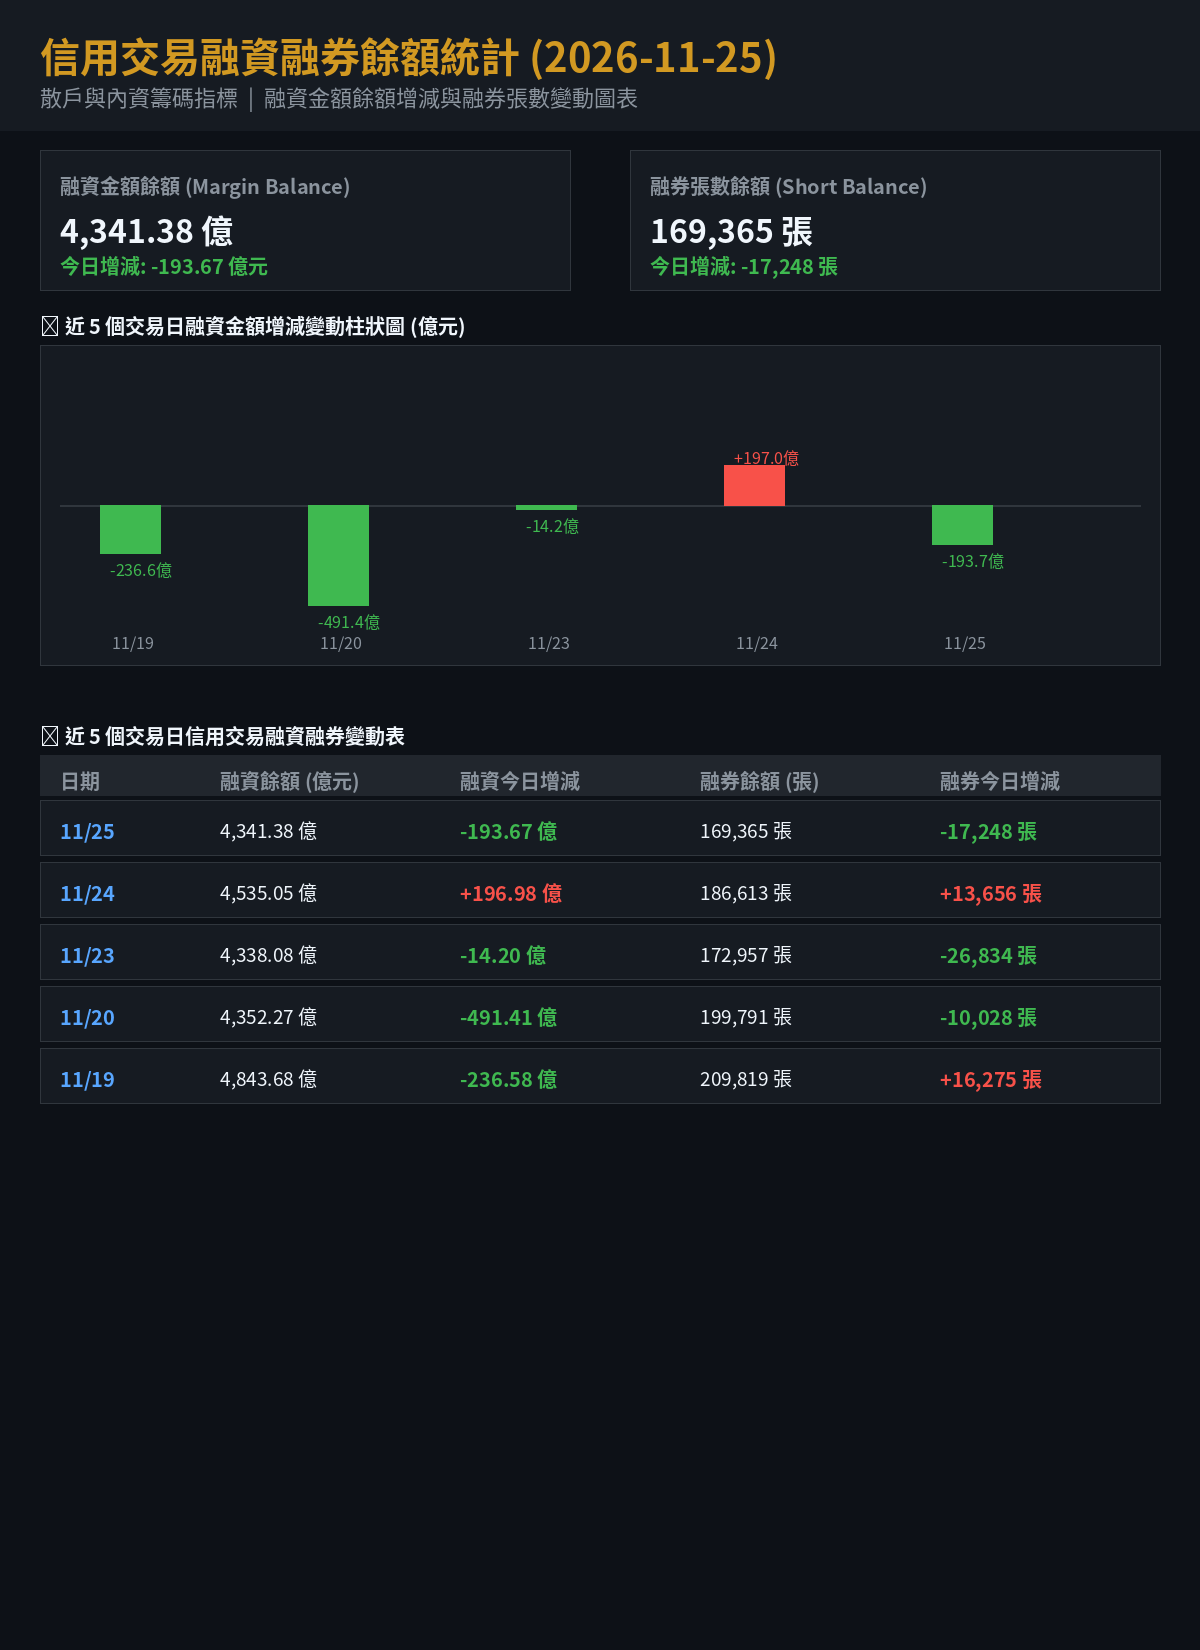 信用交易融資融券餘額統計 (2026-11-25)
散戶與內資籌碼指標｜融資金額餘額增減與融券張數變動圖表
融資金額餘額 (Margin Balance)
4,341.38 億
今日增減: -193.67 億元
融券張數餘額 (Short Balance)
169,365 張
今日增減: -17,248 張
近 5 個交易日融資金額增減變動柱狀圖 (億元)
+197.0億
-14.2億
-193.7億
-236.6億
-491.4億
11/19 11/20 11/23 11/24 11/25
近 5 個交易日信用交易融資融券變動表
日期 融資餘額 (億元) 融資今日增減 融券餘額 (張) 融券今日增減
11/25 4,341.38 億 -193.67 億 169,365 張 -17,248 張
11/24 4,535.05 億 +196.98 億 186,613 張 +13,656 張
11/23 4,338.08 億 -14.20 億 172,957 張 -26,834 張
11/20 4,352.27 億 -491.41 億 199,791 張 -10,028 張
11/19 4,843.68 億 -236.58 億 209,819 張 +16,275 張